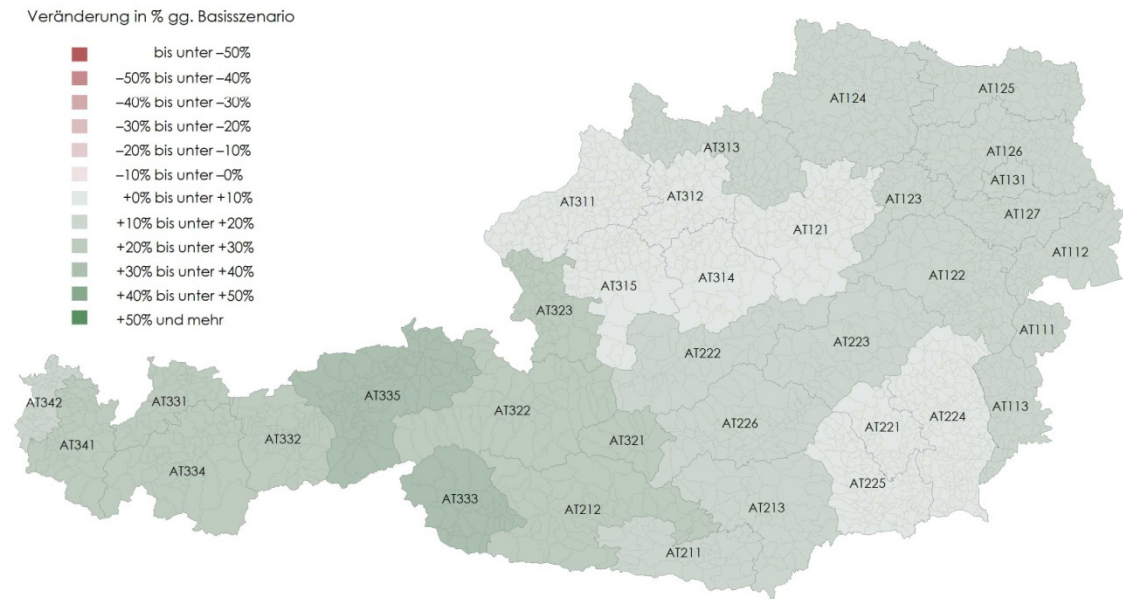 Veränderung in % gg. Basisszenario
bis unter –50%
–50% bis unter –40%
–40% bis unter –30%
–30% bis unter –20%
–20% bis unter –10%
–10% bis unter –0%
+0% bis unter +10%
+10% bis unter +20%
+20% bis unter +30%
+30% bis unter +40%
+40% bis unter +50%
+50% und mehr
AT124
AT125
AT313
AT126
AT312
AT131
AT311
AT123
AT127
AT121
AT112
AT314
AT122
AT315
AT323
AT111
AT222
AT223
AT335
AT342
AT331
AT322
AT113
AT224
AT226
AT221
AT341
AT332
AT321
AT334
AT225
AT333
AT212
AT213
AT211